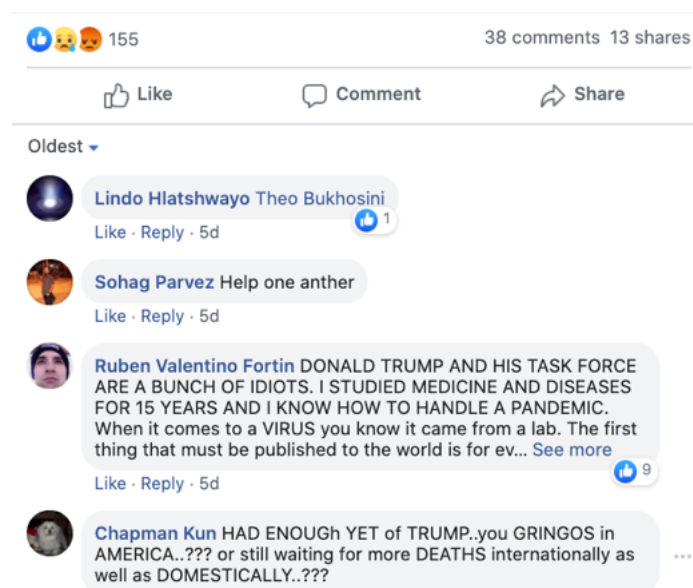 155 38 comments 13 shares
Like Comment Share
Oldest
Lindo Hlatshwayo Theo Bukhosini
1
Like · Reply · 5d
Sohag Parvez Help one anther
Like · Reply · 5d
Ruben Valentino Fortin DONALD TRUMP AND HIS TASK FORCE
ARE A BUNCH OF IDIOTS. I STUDIED MEDICINE AND DISEASES
FOR 15 YEARS AND I KNOW HOW TO HANDLE A PANDEMIC.
When it comes to a VIRUS you know it came from a lab. The first
thing that must be published to the world is for ev... See more
9
Like · Reply · 5d
Chapman Kun HAD ENOUGh YET of TRUMP..you GRINGOS in
AMERICA..??? or still waiting for more DEATHS internationally as
well as DOMESTICALLY..???